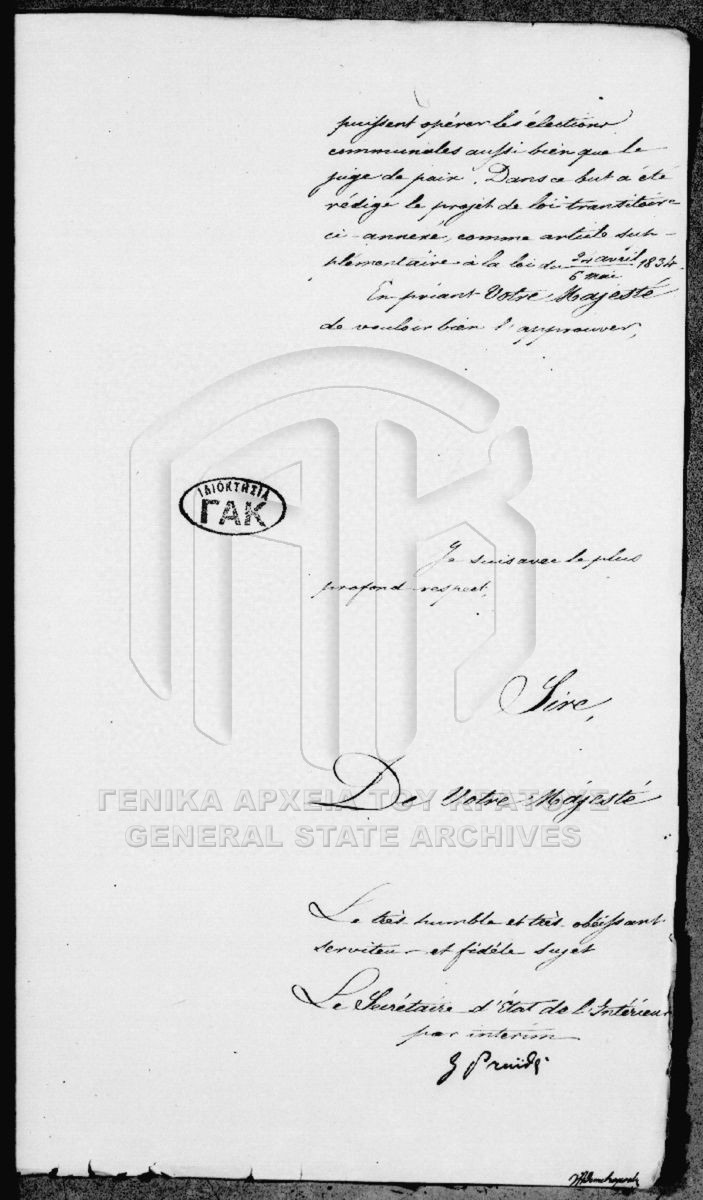 puissent opérer les élections
communales aussi bien que le
juge de paix. Dans ce but a été
rédigé le projet de loi transitoire
ci-annexé, comme article sup-
plémentaire à la loi du 24 avril / 6 mai 1834.
En priant Votre Majesté
de vouloir bien l'approuver,
ΙΔΙΟΚΤΗΣΙΑ
ΓΑΚ
Je suis avec le plus
profond respect,
Sire,
De Votre Majesté
ΓΕΝΙΚΑ ΑΡΧΕΙΑ ΤΟΥ ΚΡΑΤΟΥΣ
GENERAL STATE ARCHIVES
Le très humble et très obéissant
serviteur et fidèle sujet
Le Secrétaire d'État de l'Intérieur
par interim